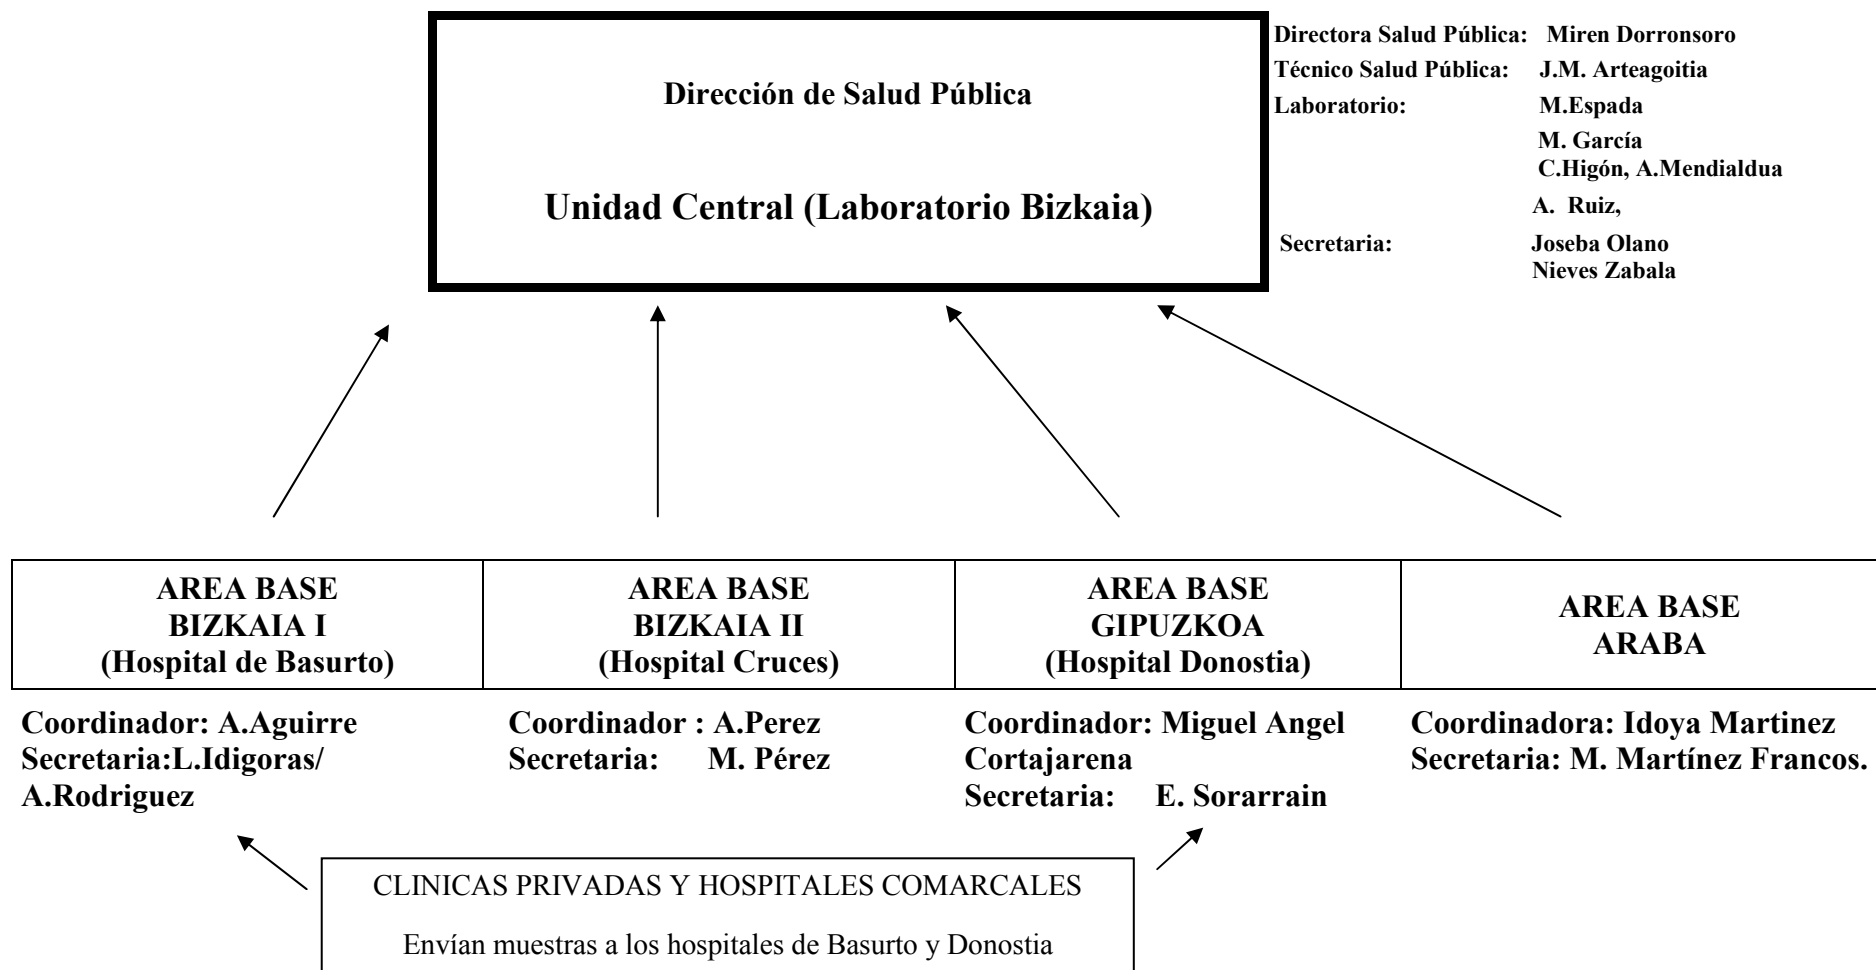 Dirección de Salud Pública
Unidad Central (Laboratorio Bizkaia)
Directora Salud Pública: Miren Dorronsoro
Técnico Salud Pública: J.M. Arteagoitia
Laboratorio: M.Espada
M. García
C.Higón, A.Mendialdua
A. Ruiz,
Secretaria: Joseba Olano
Nieves Zabala
AREA BASE
BIZKAIA I
(Hospital de Basurto)
AREA BASE
BIZKAIA II
(Hospital Cruces)
AREA BASE
GIPUZKOA
(Hospital Donostia)
AREA BASE
ARABA
Coordinador: A.Aguirre
Secretaria:L.Idigoras/
A.Rodriguez
Coordinador : A.Perez
Secretaria: M. Pérez
Coordinador: Miguel Angel
Cortajarena
Secretaria: E. Sorarrain
Coordinadora: Idoya Martinez
Secretaria: M. Martínez Francos.
CLINICAS PRIVADAS Y HOSPITALES COMARCALES
Envían muestras a los hospitales de Basurto y Donostia